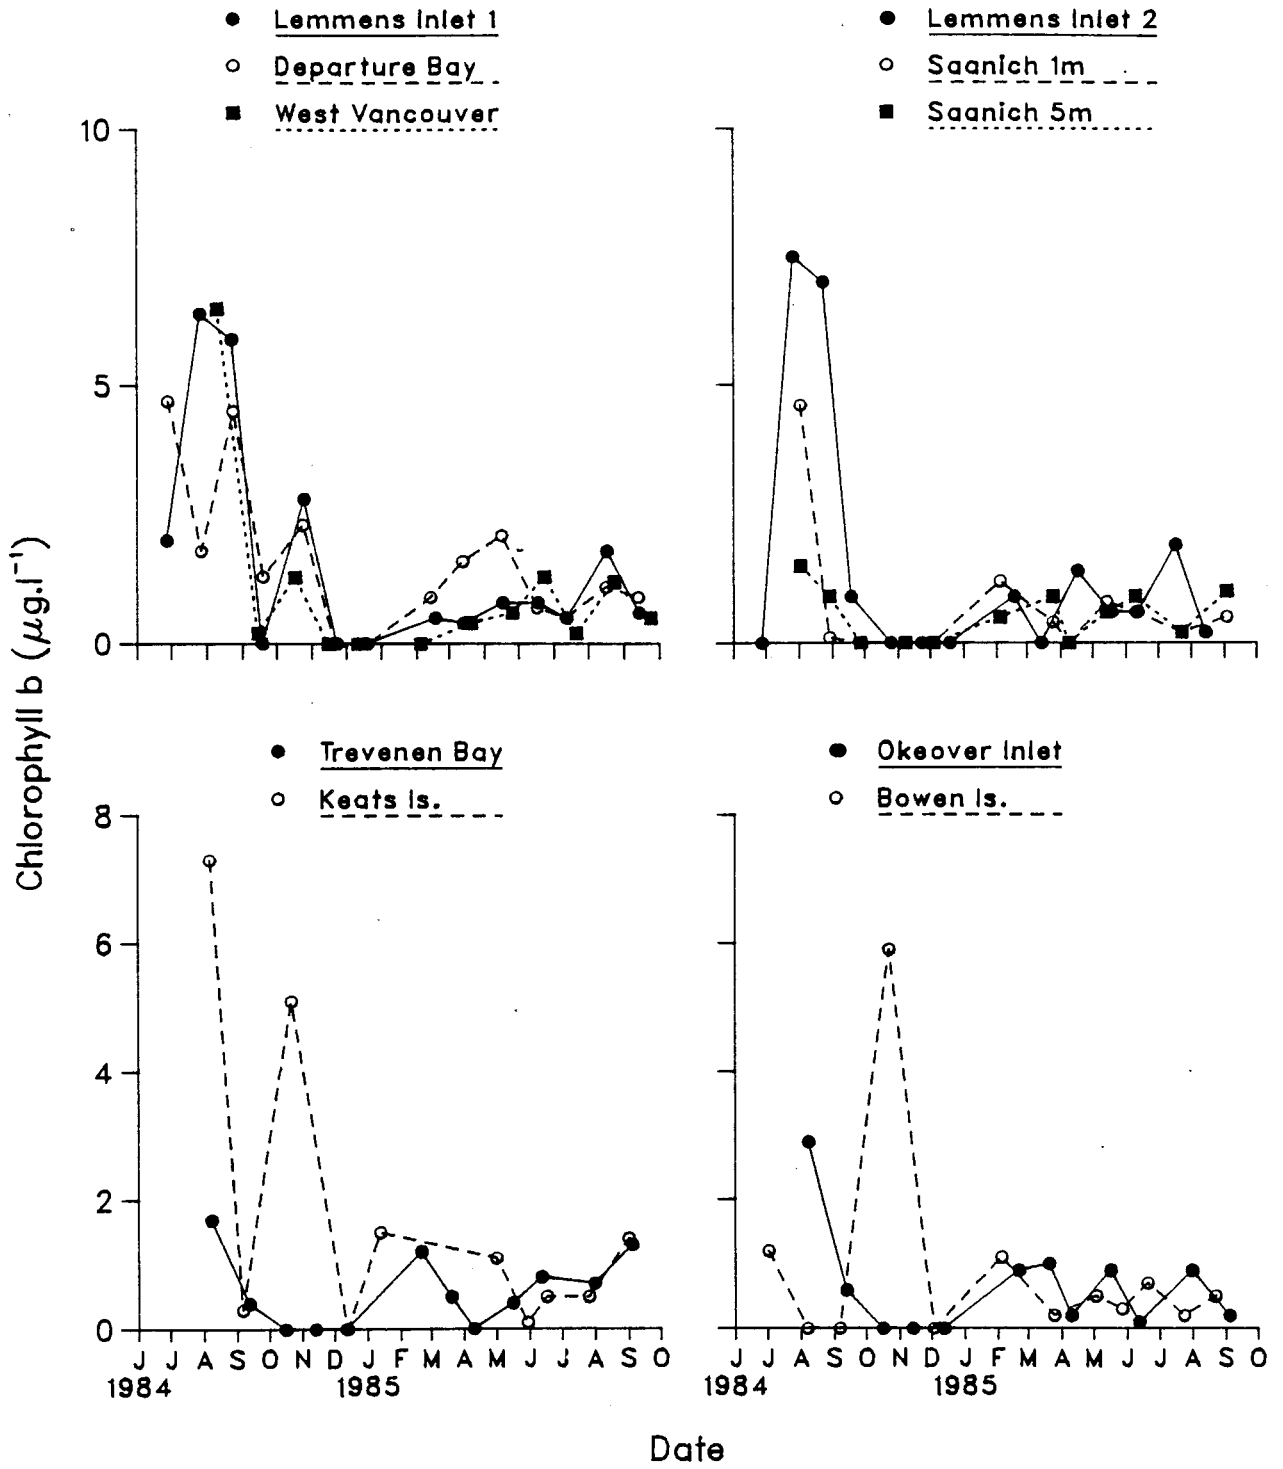 Lemmens Inlet 1
Departure Bay
West Vancouver
Lemmens Inlet 2
Saanich 1m
Saanich 5m
10
5
0
Chlorophyll b (μg.l⁻¹)
Trevenen Bay
Keats Is.
Okeover Inlet
Bowen Is.
8
6
4
2
0
J J A S O N D J F M A M J J A S O
1984 1985
J J A S O N D J F M A M J J A S O
1984 1985
Date